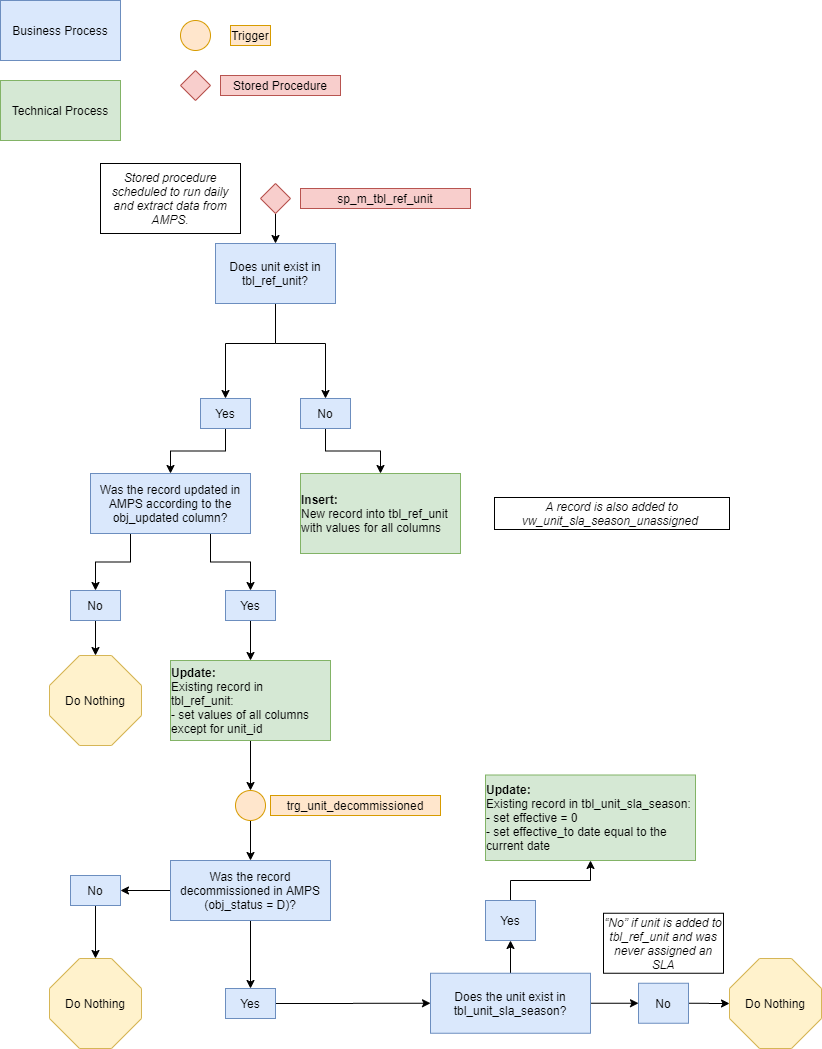 Business Process
Trigger
Stored Procedure
Technical Process
Stored procedure
scheduled to run daily
and extract data from
AMPS.
sp_m_tbl_ref_unit
Does unit exist in
tbl_ref_unit?
Yes
No
Was the record updated in
AMPS according to the
obj_updated column?
Insert:
New record into tbl_ref_unit
with values for all columns
A record is also added to
vw_unit_sla_season_unassigned
No
Yes
Do Nothing
Update:
Existing record in
tbl_ref_unit:
- set values of all columns
except for unit_id
trg_unit_decommissioned
Update:
Existing record in tbl_unit_sla_season:
- set effective = 0
- set effective_to date equal to the
current date
Was the record
decommissioned in AMPS
(obj_status = D)?
No
Yes
"No" if unit is added to
tbl_ref_unit and was
never assigned an
SLA
Do Nothing
Yes
Does the unit exist in
tbl_unit_sla_season?
No
Do Nothing